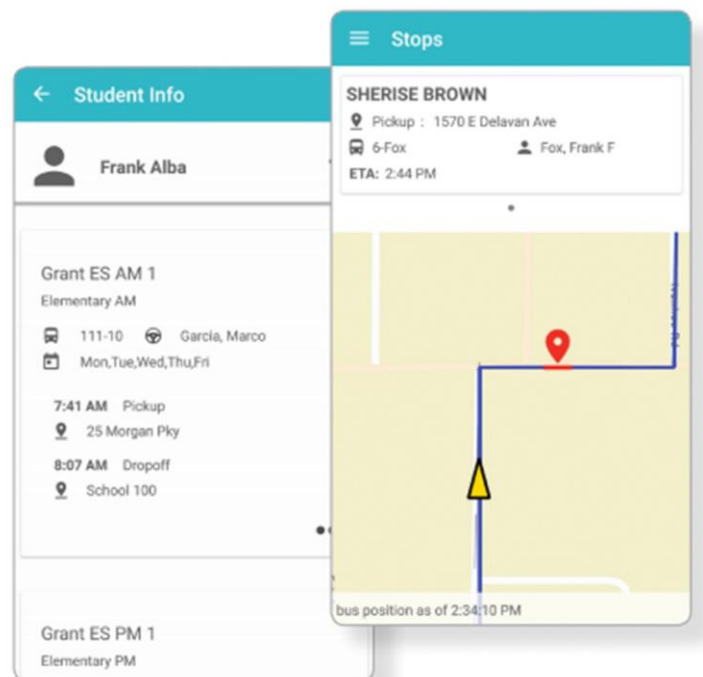 Student Info
Frank Alba
Grant ES AM 1
Elementary AM
111-10 Garcia, Marco
Mon,Tue,Wed,Thu,Fri
7:41 AM Pickup
25 Morgan Pky
8:07 AM Dropoff
School 100
Grant ES PM 1
Elementary PM
Stops
SHERISE BROWN
Pickup : 1570 E Delavan Ave
6-Fox Fox, Frank F
ETA: 2:44 PM
bus position as of 2:34:10 PM